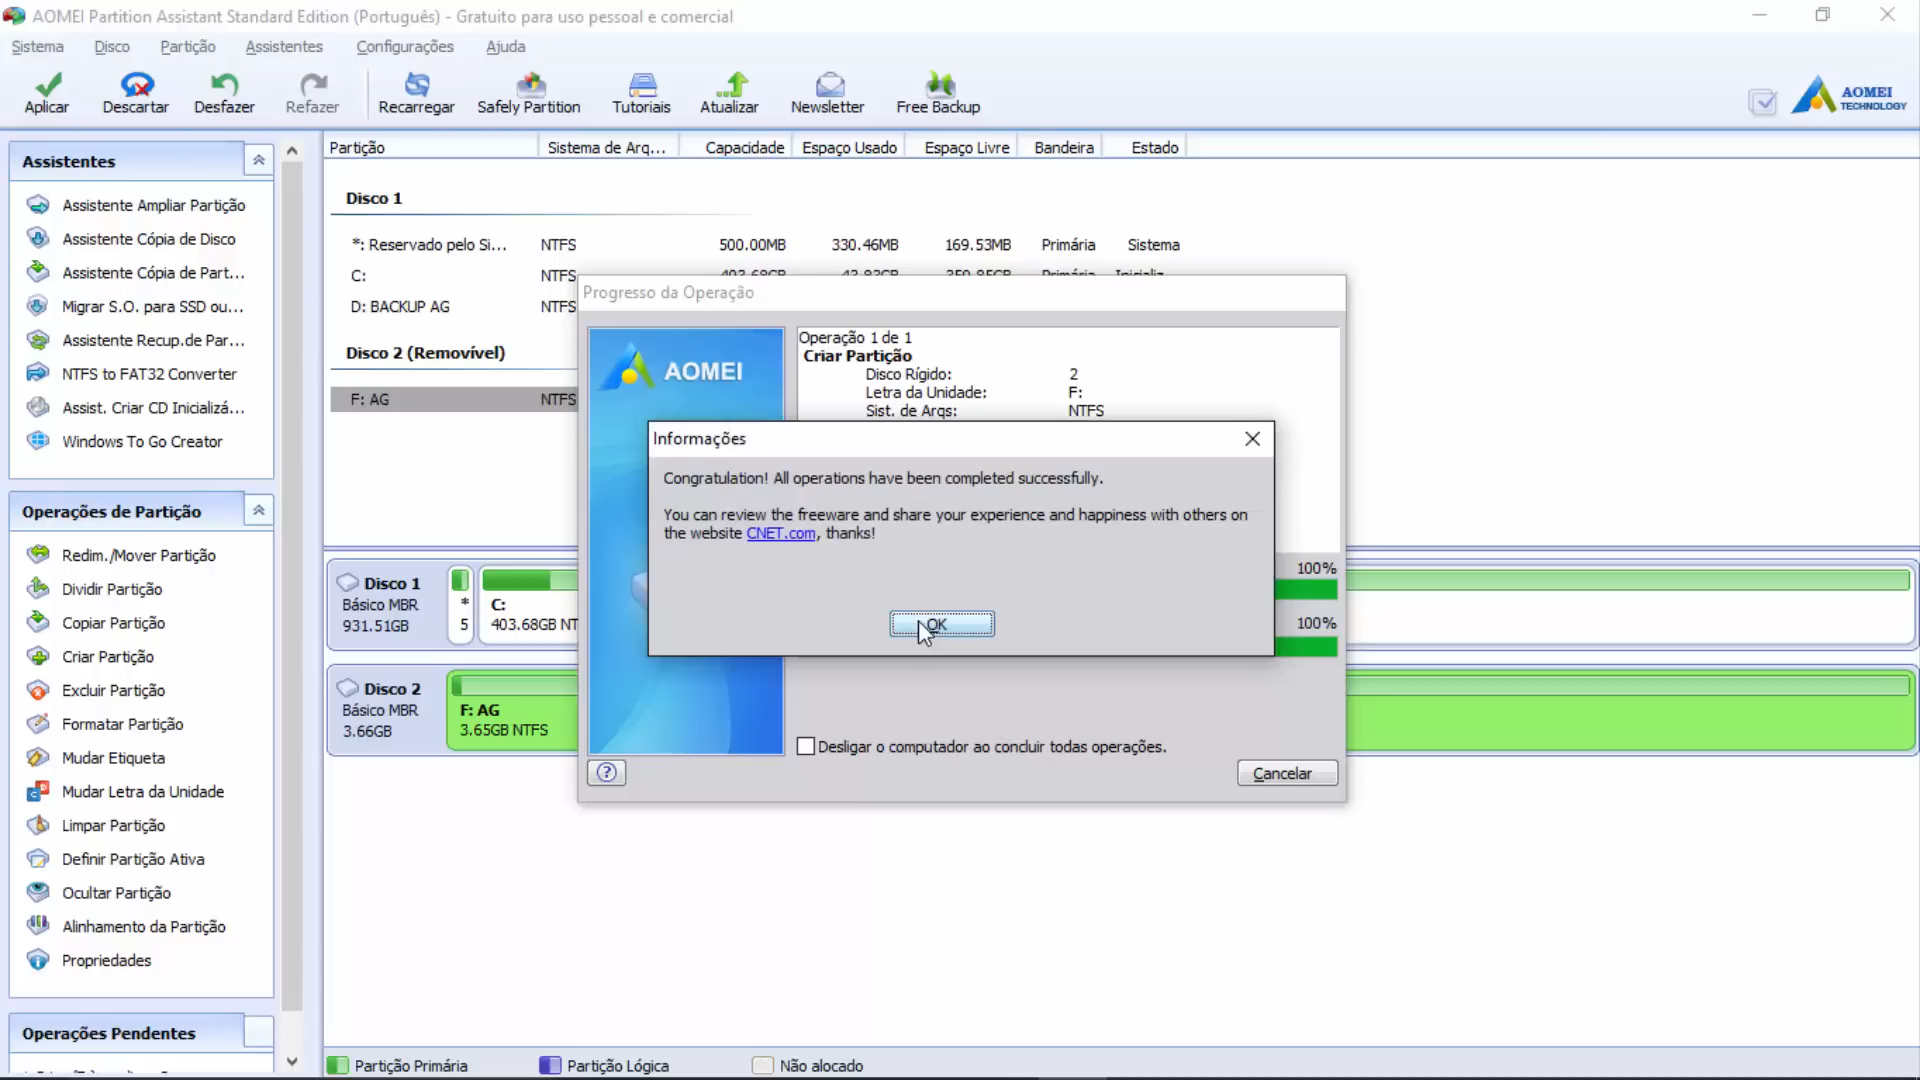 AOMEI Partition Assistant Standard Edition (Português) - Gratuito para uso pessoal e comercial
Sistema Disco Partição Assistentes Configurações Ajuda
Aplicar Descartar Desfazer Refazer Recarregar Safely Partition Tutoriais Atualizar Newsletter Free Backup
AOMEI
TECHNOLOGY
Assistentes
Assistente Ampliar Partição
Assistente Cópia de Disco
Assistente Cópia de Part...
Migrar S.O. para SSD ou...
Assistente Recup.de Par...
NTFS to FAT32 Converter
Assist. Criar CD Inicializá...
Windows To Go Creator
Operações de Partição
Redim./Mover Partição
Dividir Partição
Copiar Partição
Criar Partição
Excluir Partição
Formatar Partição
Mudar Etiqueta
Mudar Letra da Unidade
Limpar Partição
Definir Partição Ativa
Ocultar Partição
Alinhamento da Partição
Propriedades
Operações Pendentes
Partição Sistema de Arq... Capacidade Espaço Usado Espaço Livre Bandeira Estado
Disco 1
*: Reservado pelo Si... NTFS 500.00MB 330.46MB 169.53MB Primária Sistema
C: NTFS 403.68GB 43.83GB 359.85GB Primária Inicializ
D: BACKUP AG NTFS
Disco 2 (Removível)
F: AG NTFS
Progresso da Operação
AOMEI
Operação 1 de 1
Criar Partição
Disco Rígido: 2
Letra da Unidade: F:
Sist. de Arqs: NTFS
Informações
Congratulation! All operations have been completed successfully.
You can review the freeware and share your experience and happiness with others on
the website CNET.com, thanks!
OK
100%
100%
Desligar o computador ao concluir todas operações.
Cancelar
Disco 1
Básico MBR
931.51GB
*
5
C:
403.68GB NT
Disco 2
Básico MBR
3.66GB
F: AG
3.65GB NTFS
Partição Primária Partição Lógica Não alocado